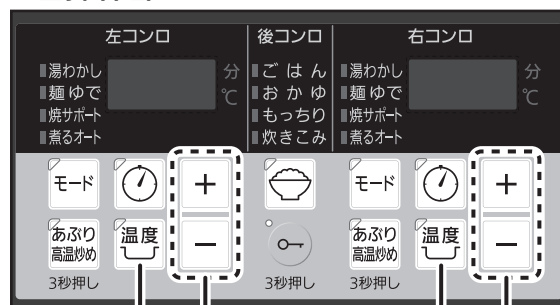 左コンロ 後コンロ 右コンロ
湯わかし 分 ごはん 湯わかし 分
麺ゆで ℃ おかゆ 麺ゆで ℃
焼サポート もっちり 焼サポート
煮るオート 炊きこみ 煮るオート
モード + モード +
あぶり 温度 − あぶり 温度 −
高温炒め 高温炒め
3秒押し 3秒押し 3秒押し